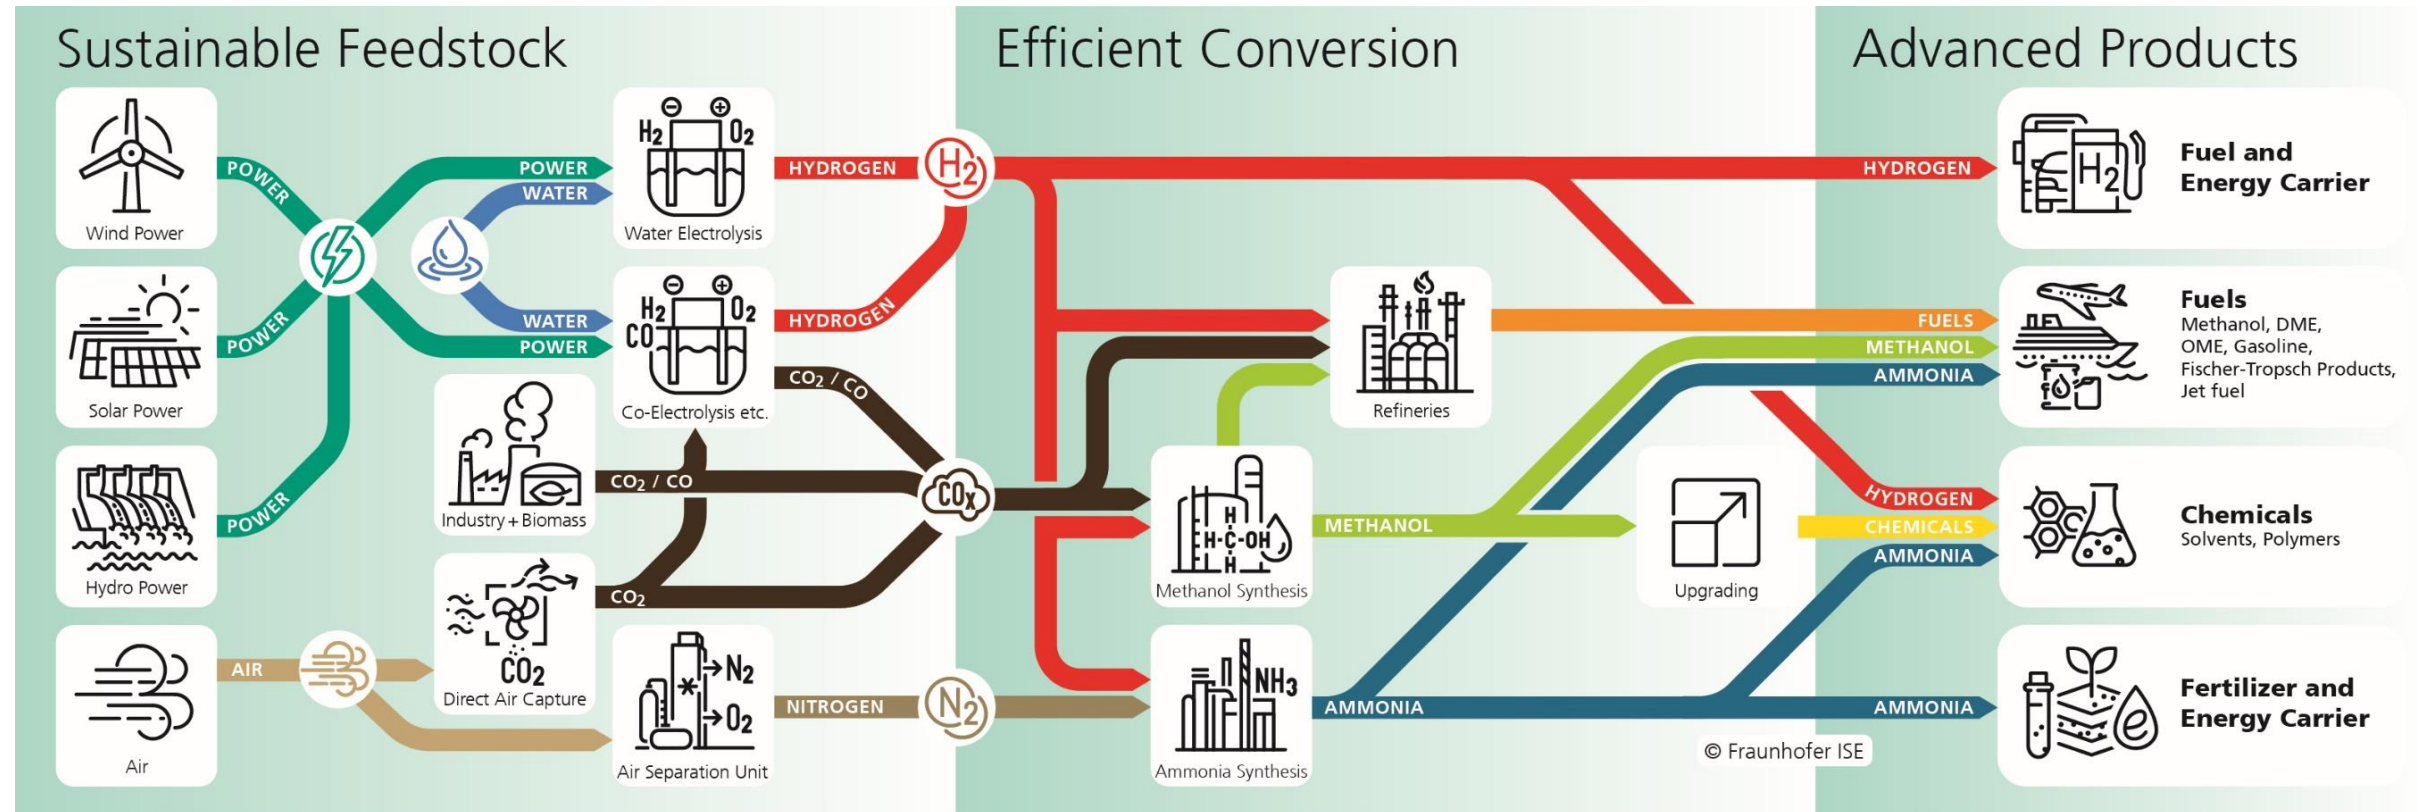 Sustainable Feedstock
Efficient Conversion
Advanced Products
Wind Power
POWER
Solar Power
POWER
Hydro Power
POWER
Air
AIR
POWER
WATER
WATER
POWER
H2
O2
Water Electrolysis
HYDROGEN
H2
CO
O2
Co-Electrolysis etc.
HYDROGEN
CO2 / CO
Industry + Biomass
CO2 / CO
CO2
Direct Air Capture
CO2
N2
O2
Air Separation Unit
NITROGEN
H2
COx
N2
Refineries
H
H-C-OH
H
Methanol Synthesis
METHANOL
NH3
Ammonia Synthesis
AMMONIA
Upgrading
© Fraunhofer ISE
HYDROGEN
H2
Fuel and
Energy Carrier
FUELS
METHANOL
AMMONIA
Fuels
Methanol, DME,
OME, Gasoline,
Fischer-Tropsch Products,
Jet fuel
HYDROGEN
CHEMICALS
AMMONIA
Chemicals
Solvents, Polymers
AMMONIA
e
Fertilizer and
Energy Carrier